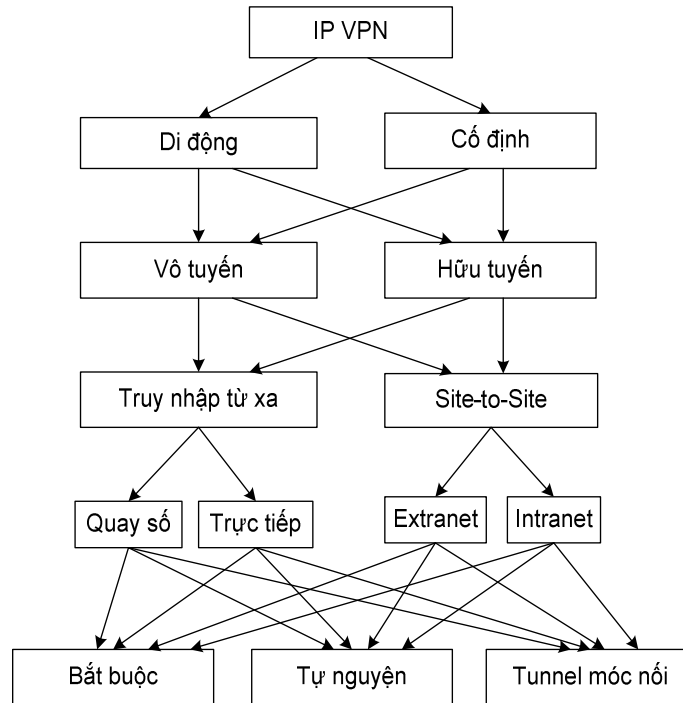 IP VPN
Di động
Cố định
Vô tuyến
Hữu tuyến
Truy nhập từ xa
Site-to-Site
Quay số
Trực tiếp
Extranet
Intranet
Bắt buộc
Tự nguyện
Tunnel móc nối